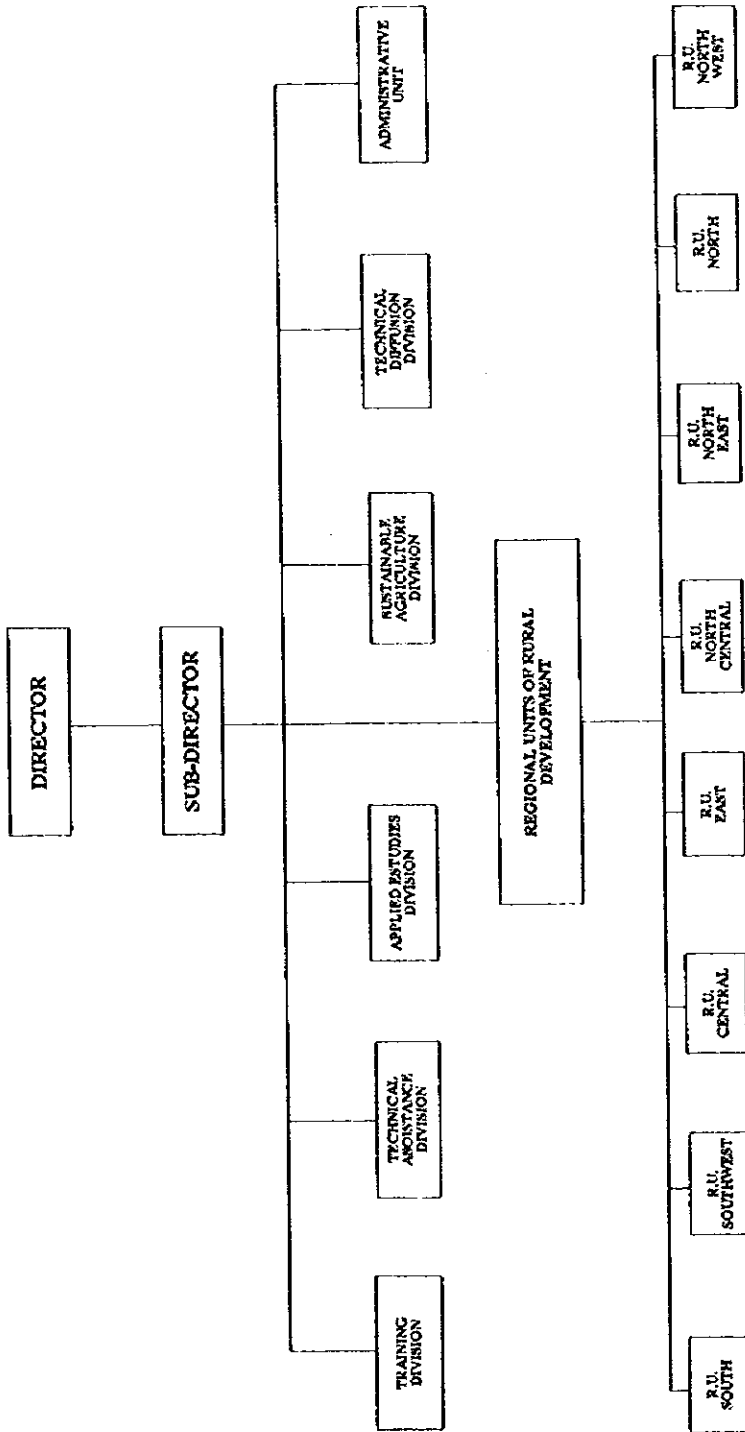 DIRECTOR
SUB-DIRECTOR
TRAINING
DIVISION
TECHNICAL
ANOISTANCE
DIVISION
APPLIED ESTUDIES
DIVISION
SUSTAINABLE
AGRICULTURE
DIVISION
TECHNICAL
DIFFUSION
DIVISION
ADMINISTRATIVE
UNIT
REGIONAL UNITS OF RURAL
DEVELOPMENT
R.U.
SOUTH
R.U.
SOUTHWEST
R.U.
CENTRAL
R.U.
EAST
R.U.
NORTH
CENTRAL
R.U.
NORTH
EAST
R.U.
NORTH
R.U.
NORTH
WEST